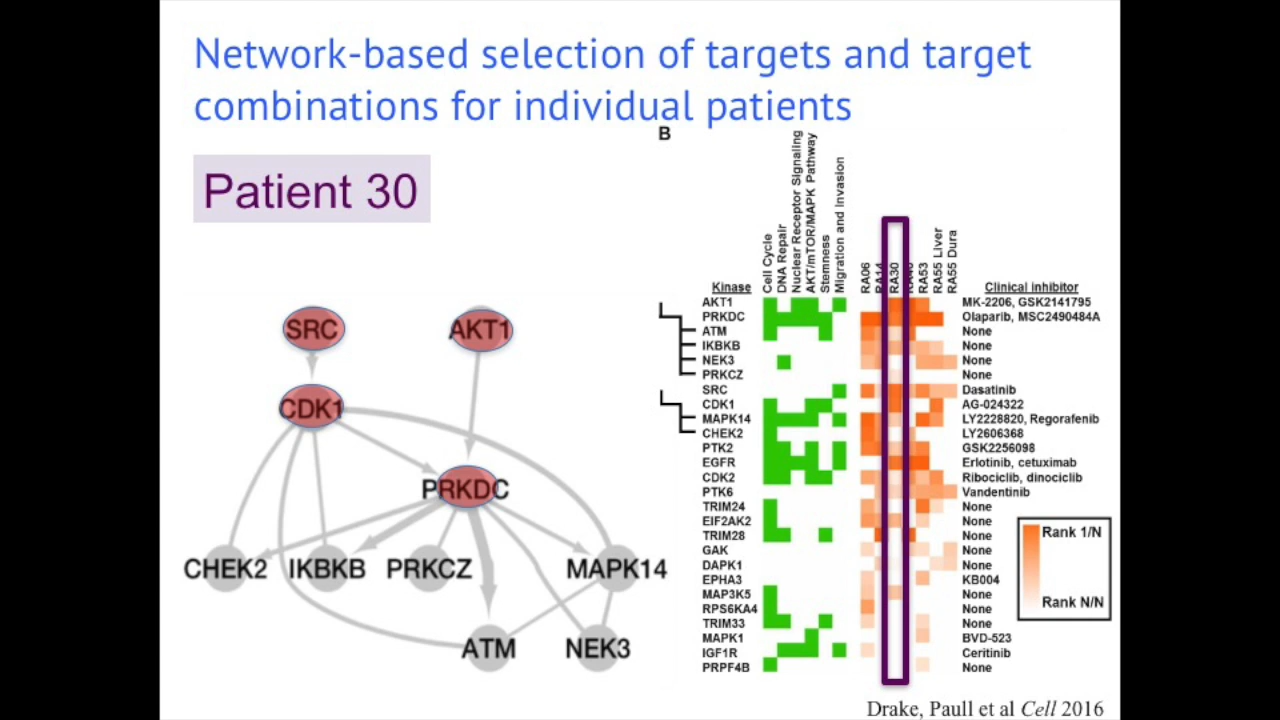 Network-based selection of targets and target
combinations for individual patients
Patient 30
SRC
AKT1
CDK1
PRKDC
CHEK2
IKBKB
PRKCZ
MAPK14
ATM
NEK3
B
Cell Cycle
DNA Repair
Nuclear Receptor Signaling
AKT/mTOR/MAPK Pathway
Stemness
Migration and Invasion
RA06
RA14
RA30
RA53
RA55 Liver
RA55 Dura
Kinase Clinical inhibitor
AKT1 MK-2206, GSK2141795
PRKDC Olaparib, MSC2490484A
ATM None
IKBKB None
NEK3 None
PRKCZ None
SRC Dasatinib
CDK1 AG-024322
MAPK14 LY2228820, Regorafenib
CHEK2 LY2606368
PTK2 GSK2256098
EGFR Erlotinib, cetuximab
CDK2 Ribociclib, dinociclib
PTK6 Vandentinib
TRIM24 None
EIF2AK2 None
TRIM28 None
GAK None
DAPK1 None
EPHA3 KB004
MAP3K5 None
RPS6KA4 None
TRIM33 None
MAPK1 BVD-523
IGF1R Ceritinib
PRPF4B None
Rank 1/N
Rank N/N
Drake, Paull et al Cell 2016